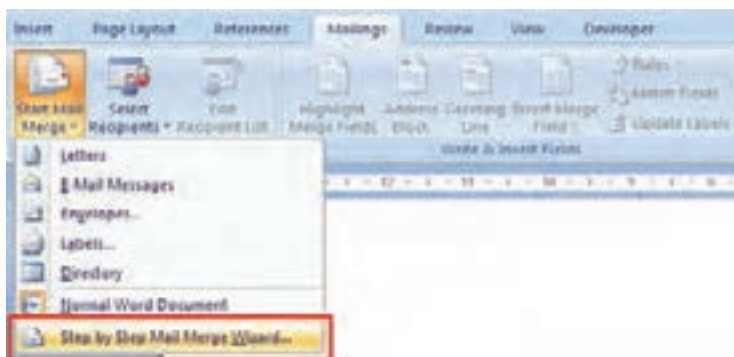 Insert Page Layout References Mailings Review View Developer
Start Mail Merge Select Recipients Edit Recipient List Highlight Merge Fields Address Block Greeting Line Insert Merge Field Rules
Match Fields
Update Labels
Write & Insert Fields
Letters
E-Mail Messages
Envelopes...
Labels...
Directory
Normal Word Document
Step by Step Mail Merge Wizard...